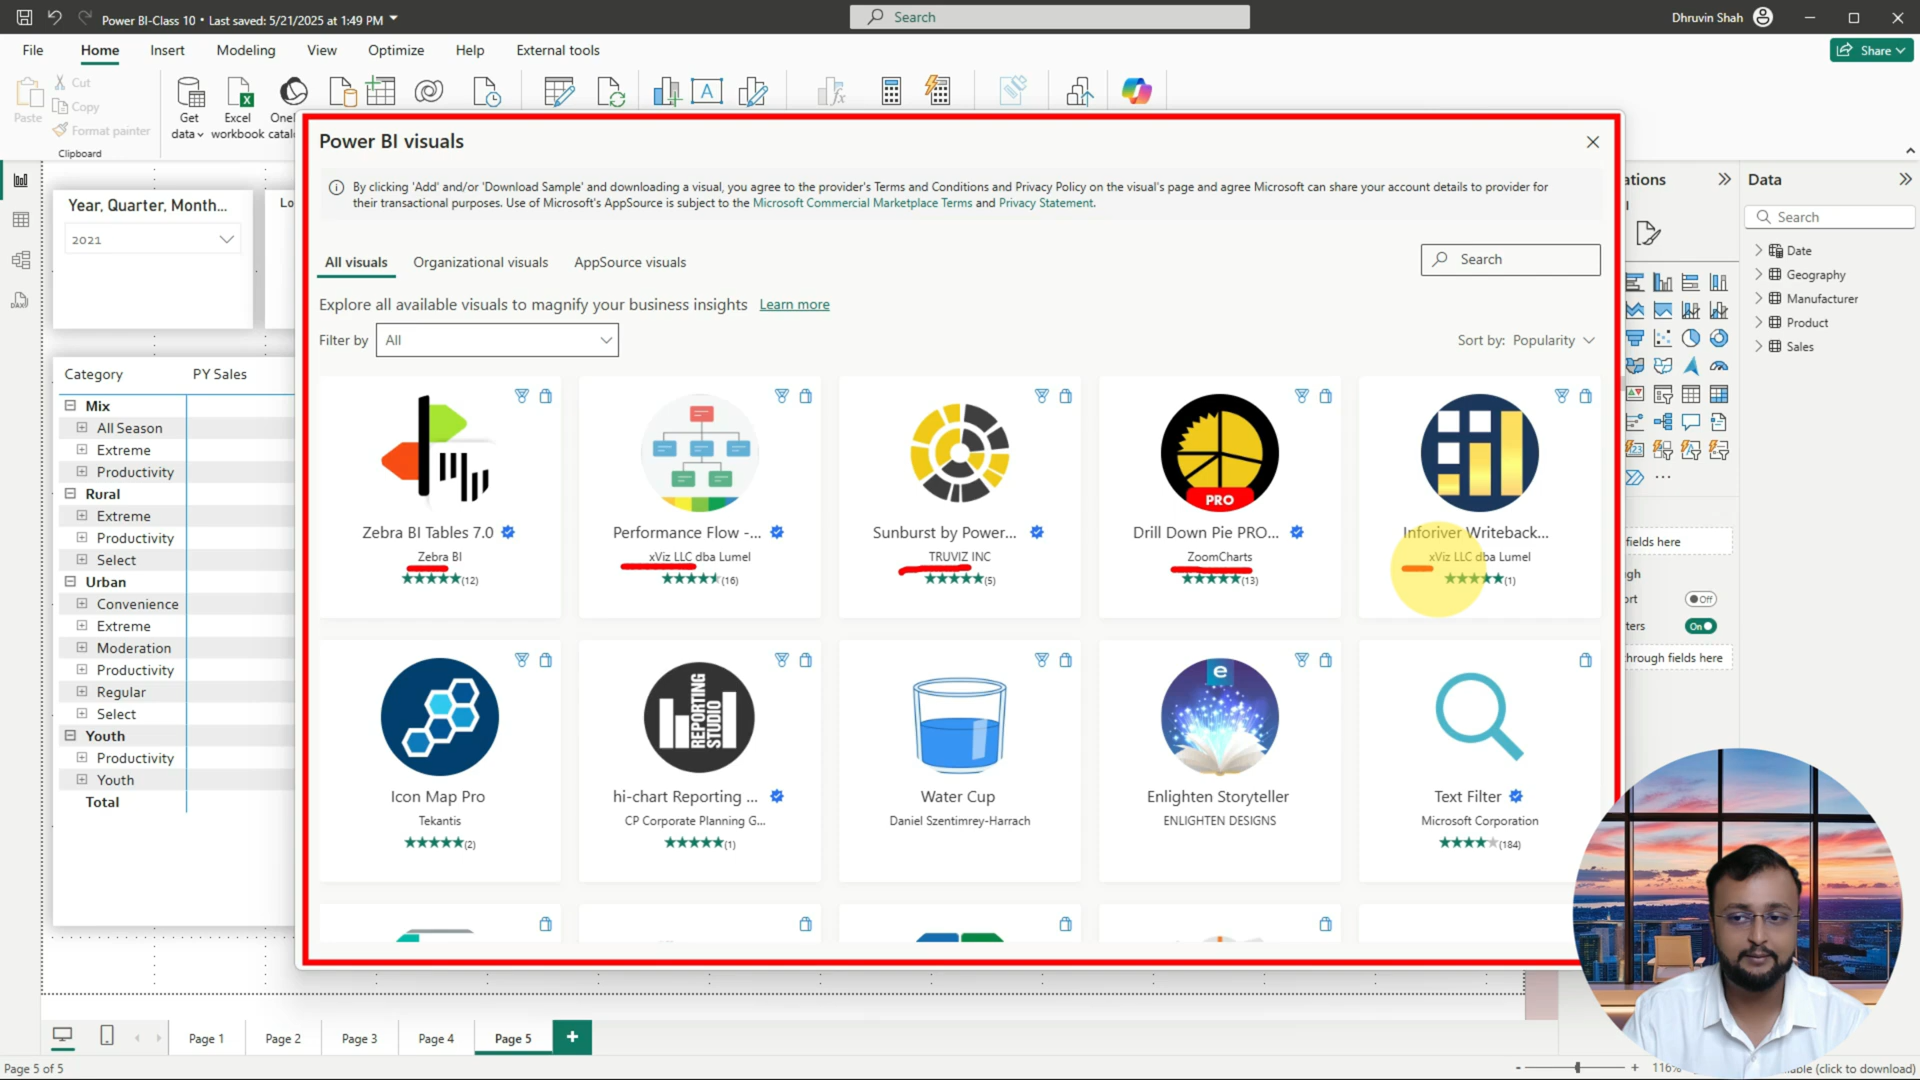 Power BI-Class 10 • Last saved: 5/21/2025 at 1:49 PM
Search
Dhruvin Shah
File
Home
Insert
Modeling
View
Optimize
Help
External tools
Share
Paste
Cut
Copy
Format painter
Clipboard
Get data
Excel workbook
OneL
catal
Power BI visuals
By clicking 'Add' and/or 'Download Sample' and downloading a visual, you agree to the provider's Terms and Conditions and Privacy Policy on the visual's page and agree Microsoft can share your account details to provider for
their transactional purposes. Use of Microsoft's AppSource is subject to the Microsoft Commercial Marketplace Terms and Privacy Statement.
All visuals
Organizational visuals
AppSource visuals
Search
Explore all available visuals to magnify your business insights Learn more
Filter by
All
Sort by: Popularity
PRO
Zebra BI Tables 7.0
Zebra BI
(12)
Performance Flow -...
xViz LLC dba Lumel
(16)
Sunburst by Power...
TRUVIZ INC
(5)
Drill Down Pie PRO...
ZoomCharts
(13)
Inforiver Writeback...
xViz LLC dba Lumel
(1)
REPORTING
STUDIO
e
Icon Map Pro
Tekantis
(2)
hi-chart Reporting ...
CP Corporate Planning G...
(1)
Water Cup
Daniel Szentimrey-Harrach
Enlighten Storyteller
ENLIGHTEN DESIGNS
Text Filter
Microsoft Corporation
(184)
Year, Quarter, Month...
2021
Lo
Category
PY Sales
Mix
All Season
Extreme
Productivity
Rural
Extreme
Productivity
Select
Urban
Convenience
Extreme
Moderation
Productivity
Regular
Select
Youth
Productivity
Youth
Total
ations
Data
Search
Date
Geography
Manufacturer
Product
Sales
fields here
gh
ort
Off
ters
On
through fields here
Page 1
Page 2
Page 3
Page 4
Page 5
Page 5 of 5
116%
able (click to download)